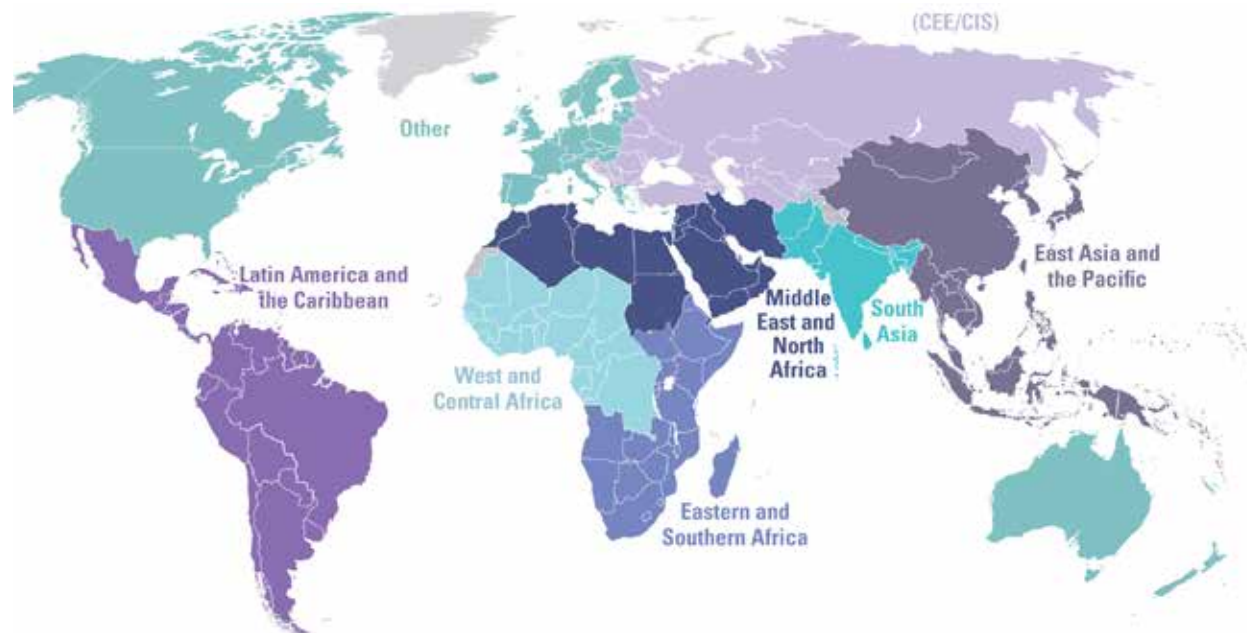 (CEE/CIS)
Other
Latin America and
the Caribbean
East Asia and
the Pacific
Middle
East and
North
Africa
South
Asia
West and
Central Africa
Eastern and
Southern Africa